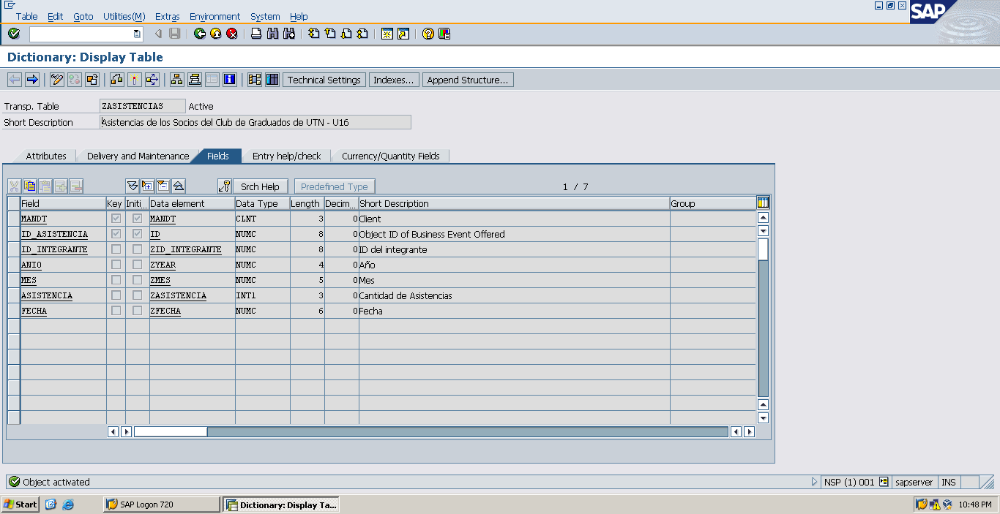 Table Edit Goto Utilities(M) Extras Environment System Help
SAP
Dictionary: Display Table
Technical Settings Indexes... Append Structure...
Transp. Table ZASISTENCIAS Active
Short Description Asistencias de los Socios del Club de Graduados de UTN - U16
Attributes Delivery and Maintenance Fields Entry help/check Currency/Quantity Fields
Srch Help Predefined Type 1 / 7
Field Key Initi... Data element Data Type Length Decim... Short Description Group
MANDT MANDT CLNT 3 0 Client
ID_ASISTENCIA ID NUMC 8 0 Object ID of Business Event Offered
ID_INTEGRANTE ZID_INTEGRANTE NUMC 8 0 ID del integrante
ANIO ZYEAR NUMC 4 0 Año
MES ZMES NUMC 5 0 Mes
ASISTENCIA ZASISTENCIA INT1 3 0 Cantidad de Asistencias
FECHA ZFECHA NUMC 6 0 Fecha
Object activated NSP (1) 001 sapserver INS
Start SAP Logon 720 Dictionary: Display Ta... 10:48 PM